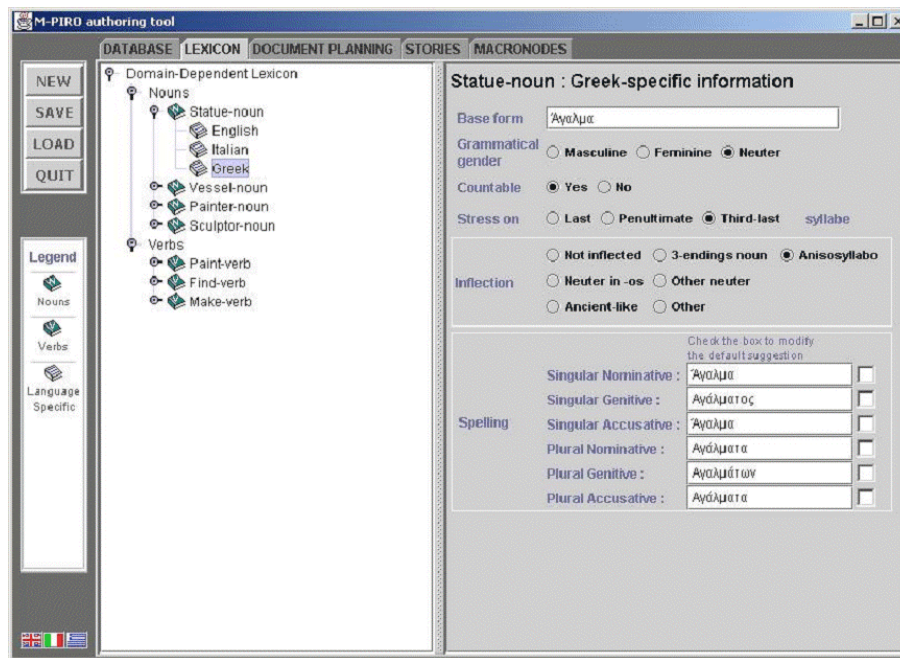 M-PIRO authoring tool
DATABASE LEXICON DOCUMENT PLANNING STORIES MACRONODES
NEW
SAVE
LOAD
QUIT
Legend
Nouns
Verbs
Language
Specific
Domain-Dependent Lexicon
Nouns
Statue-noun
English
Italian
Greek
Vessel-noun
Painter-noun
Sculptor-noun
Verbs
Paint-verb
Find-verb
Make-verb
Statue-noun : Greek-specific information
Base form Άγαλμα
Grammatical
gender Masculine Feminine Neuter
Countable Yes No
Stress on Last Penultimate Third-last syllabe
Inflection
Not inflected 3-endings noun Anisosyllabo
Neuter in -os Other neuter
Ancient-like Other
Check the box to modify
the default suggestion
Spelling
Singular Nominative : Άγαλμα
Singular Genitive : Αγάλματος
Singular Accusative : Άγαλμα
Plural Nominative : Αγάλματα
Plural Genitive : Αγαλμάτων
Plural Accusative : Αγάλματα